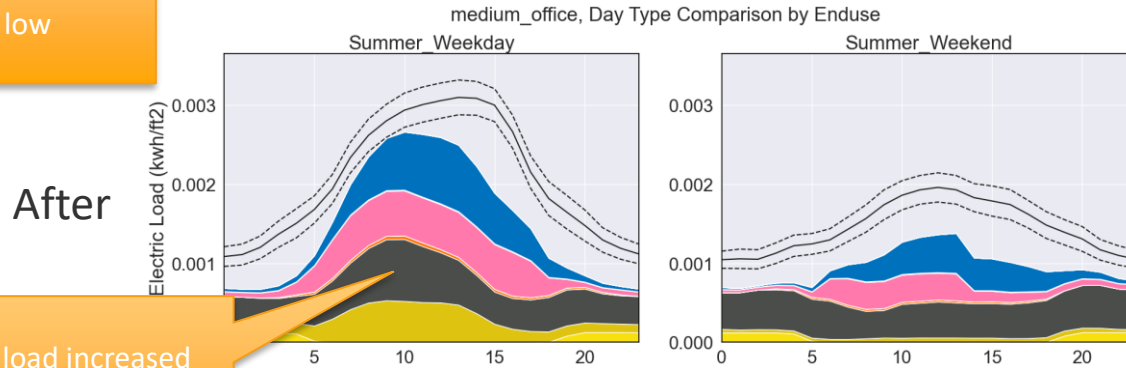 low
medium_office, Day Type Comparison by Enduse
Summer_Weekday
Summer_Weekend
After
Electric Load (kwh/ft2)
0.003
0.002
0.001
5 10 15 20
0.003
0.002
0.001
0.000
0 5 10 15 20
load increased